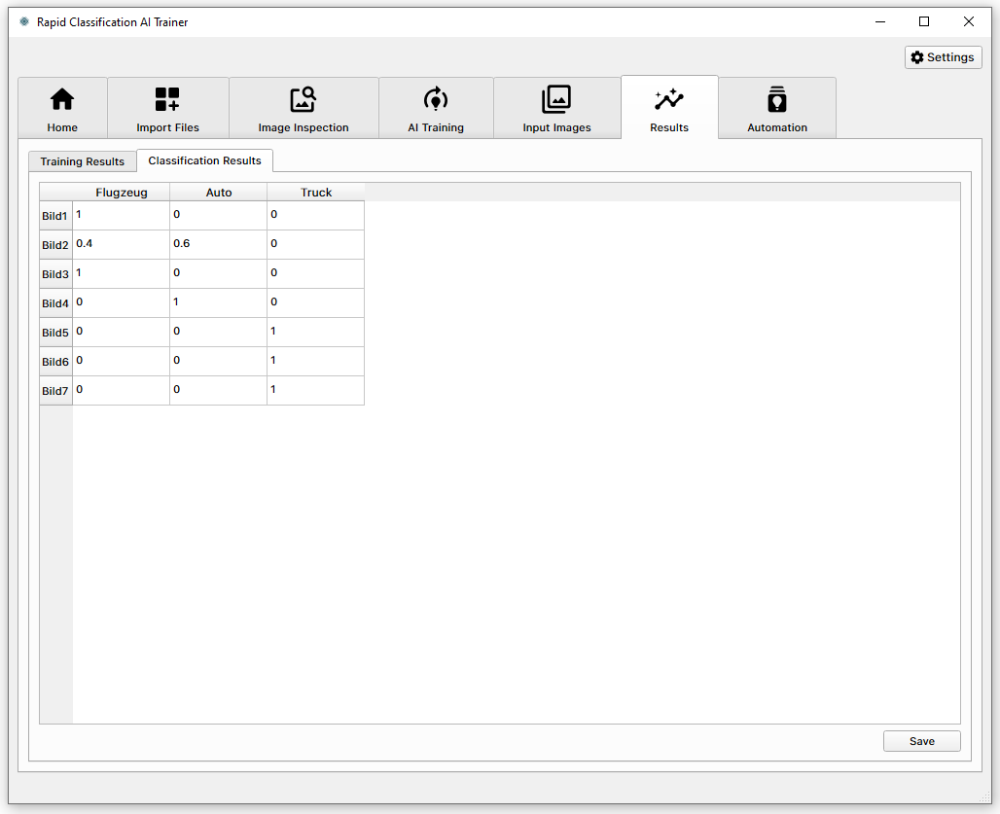 Rapid Classification AI Trainer
Settings
Home Import Files Image Inspection AI Training Input Images Results Automation
Training Results Classification Results
Flugzeug Auto Truck
Bild1 1 0 0
Bild2 0.4 0.6 0
Bild3 1 0 0
Bild4 0 1 0
Bild5 0 0 1
Bild6 0 0 1
Bild7 0 0 1
Save